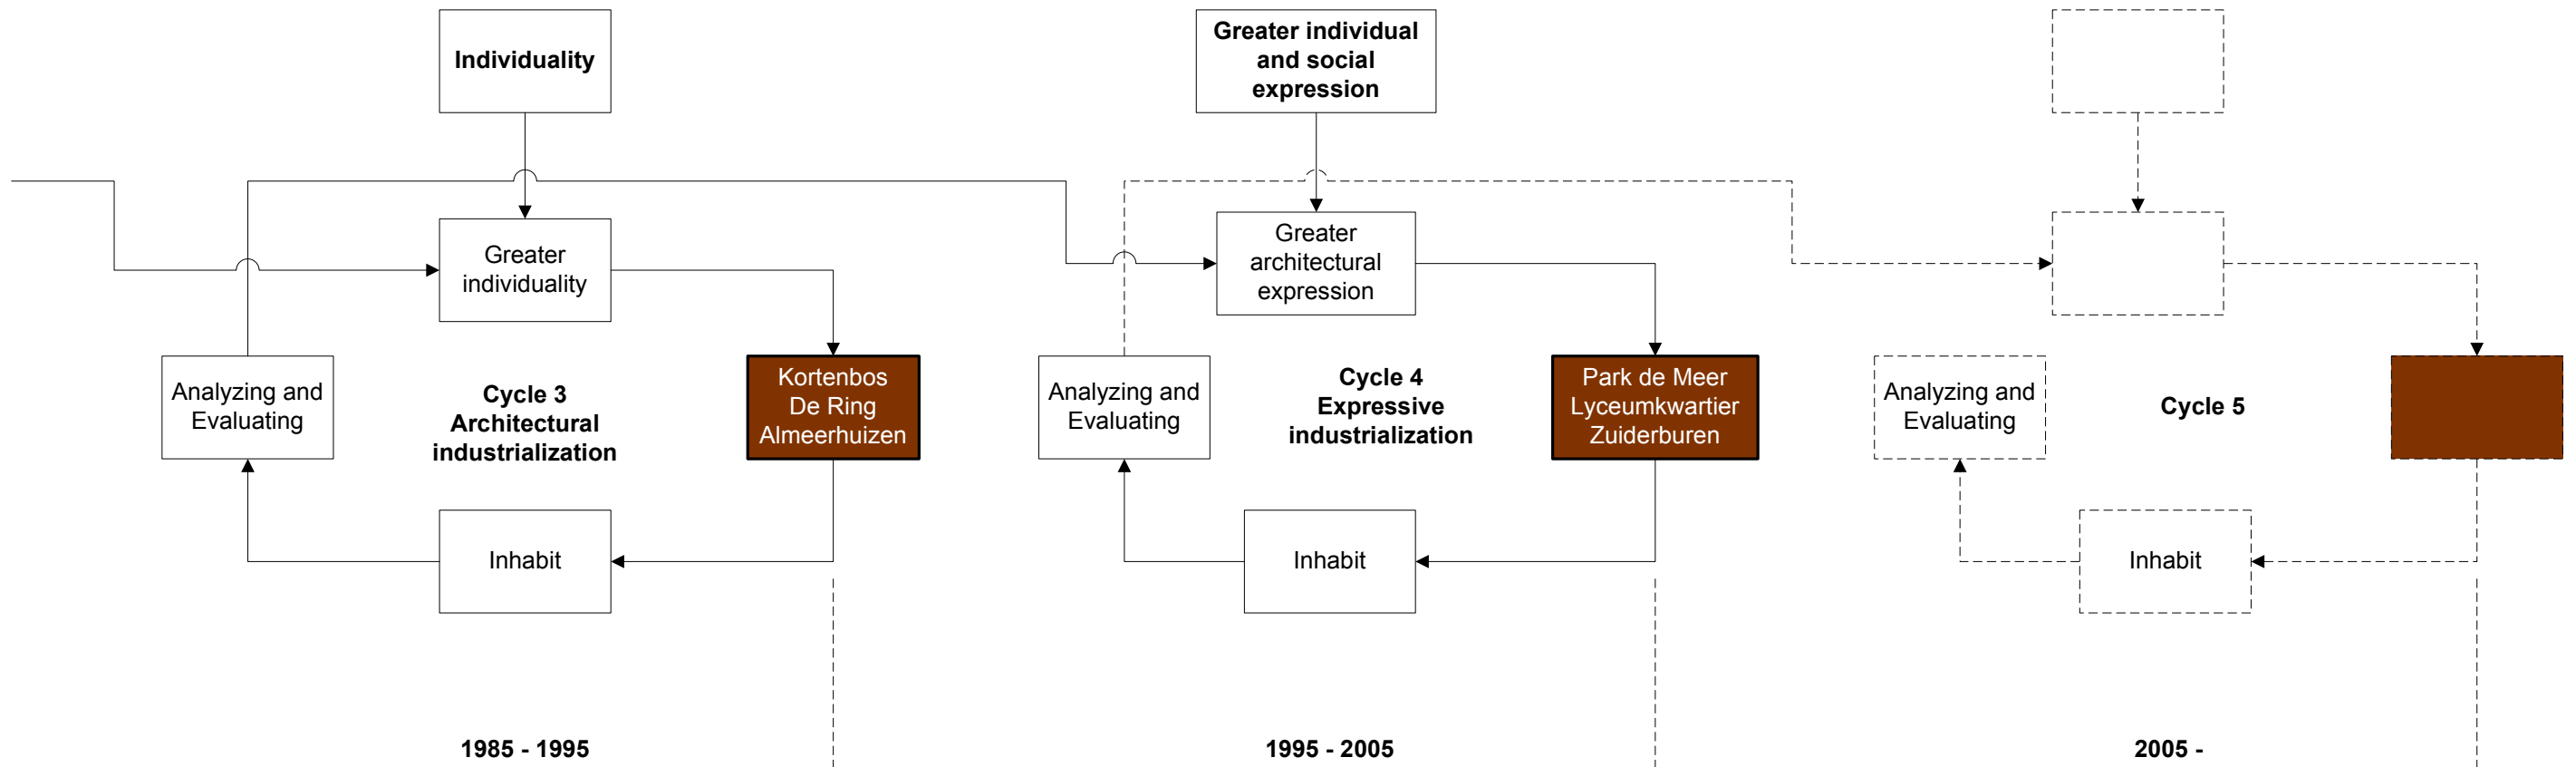 Individuality
Greater individual
and social
expression
Greater
individuality
Greater
architectural
expression
Analyzing and
Evaluating
Cycle 3
Architectural
industrialization
Kortenbos
De Ring
Almeerhuizen
Analyzing and
Evaluating
Cycle 4
Expressive
industrialization
Park de Meer
Lyceumkwartier
Zuiderburen
Analyzing and
Evaluating
Cycle 5
Inhabit
Inhabit
Inhabit
1985 - 1995
1995 - 2005
2005 -